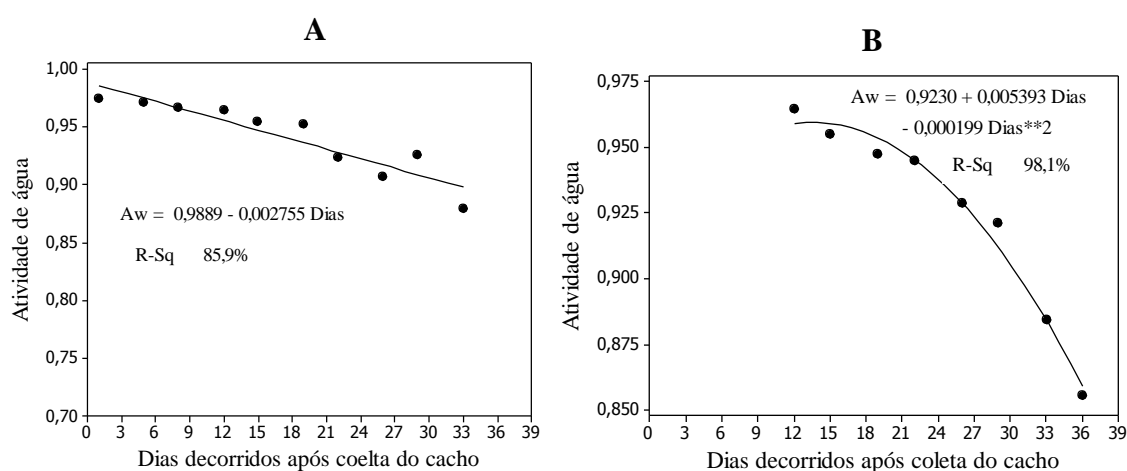 A
Atividade de água
1,00
0,95
0,90
0,85
0,80
0,75
0,70
Aw = 0,9889 - 0,002755 Dias
R-Sq 85,9%
0 3 6 9 12 15 18 21 24 27 30 33 36 39
Dias decorridos após coelta do cacho
B
Atividade de água
0,975
0,950
0,925
0,900
0,875
0,850
Aw = 0,9230 + 0,005393 Dias
- 0,000199 Dias**2
R-Sq 98,1%
0 3 6 9 12 15 18 21 24 27 30 33 36 39
Dias decorridos após coleta do cacho